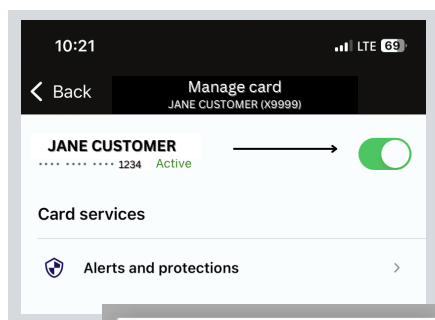 10:21 LTE 69
Back Manage card
JANE CUSTOMER (X9999)
JANE CUSTOMER
•••• •••• •••• 1234 Active
Card services
Alerts and protections